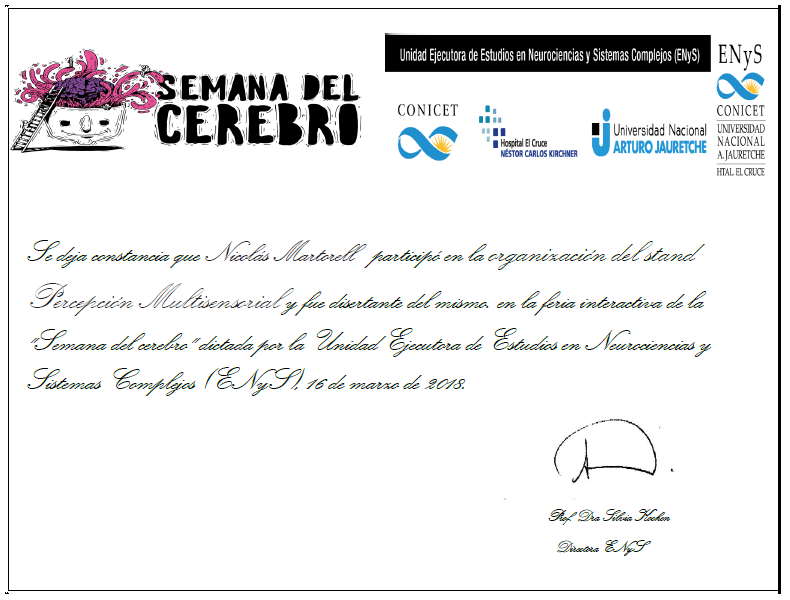 SEMANA DEL
CEREBRO
Unidad Ejecutora de Estudios en Neurociencias y Sistemas Complejos (ENyS)
CONICET
Hospital El Cruce
NÉSTOR CARLOS KIRCHNER
Universidad Nacional
ARTURO JAURETCHE
ENyS
CONICET
UNIVERSIDAD
NACIONAL
A. JAURETCHE
HTAL. EL CRUCE
Se deja constancia que Nicolás Martorell participó en la organización del stand
Percepción Multisensorial y fue disertante del mismo. en la feria interactiva de la
"Semana del cerebro" dictada por la Unidad Ejecutora de Estudios en Neurociencias y
Sistemas Complejos (ENyS), 16 de marzo de 2018.
Prof. Dra Silvia Kochen
Directora ENyS